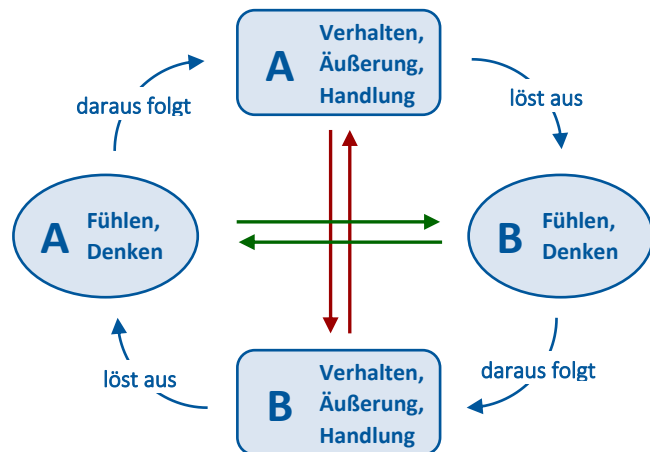 A
Verhalten,
Äußerung,
Handlung
daraus folgt
löst aus
A
Fühlen,
Denken
B
Fühlen,
Denken
löst aus
daraus folgt
B
Verhalten,
Äußerung,
Handlung